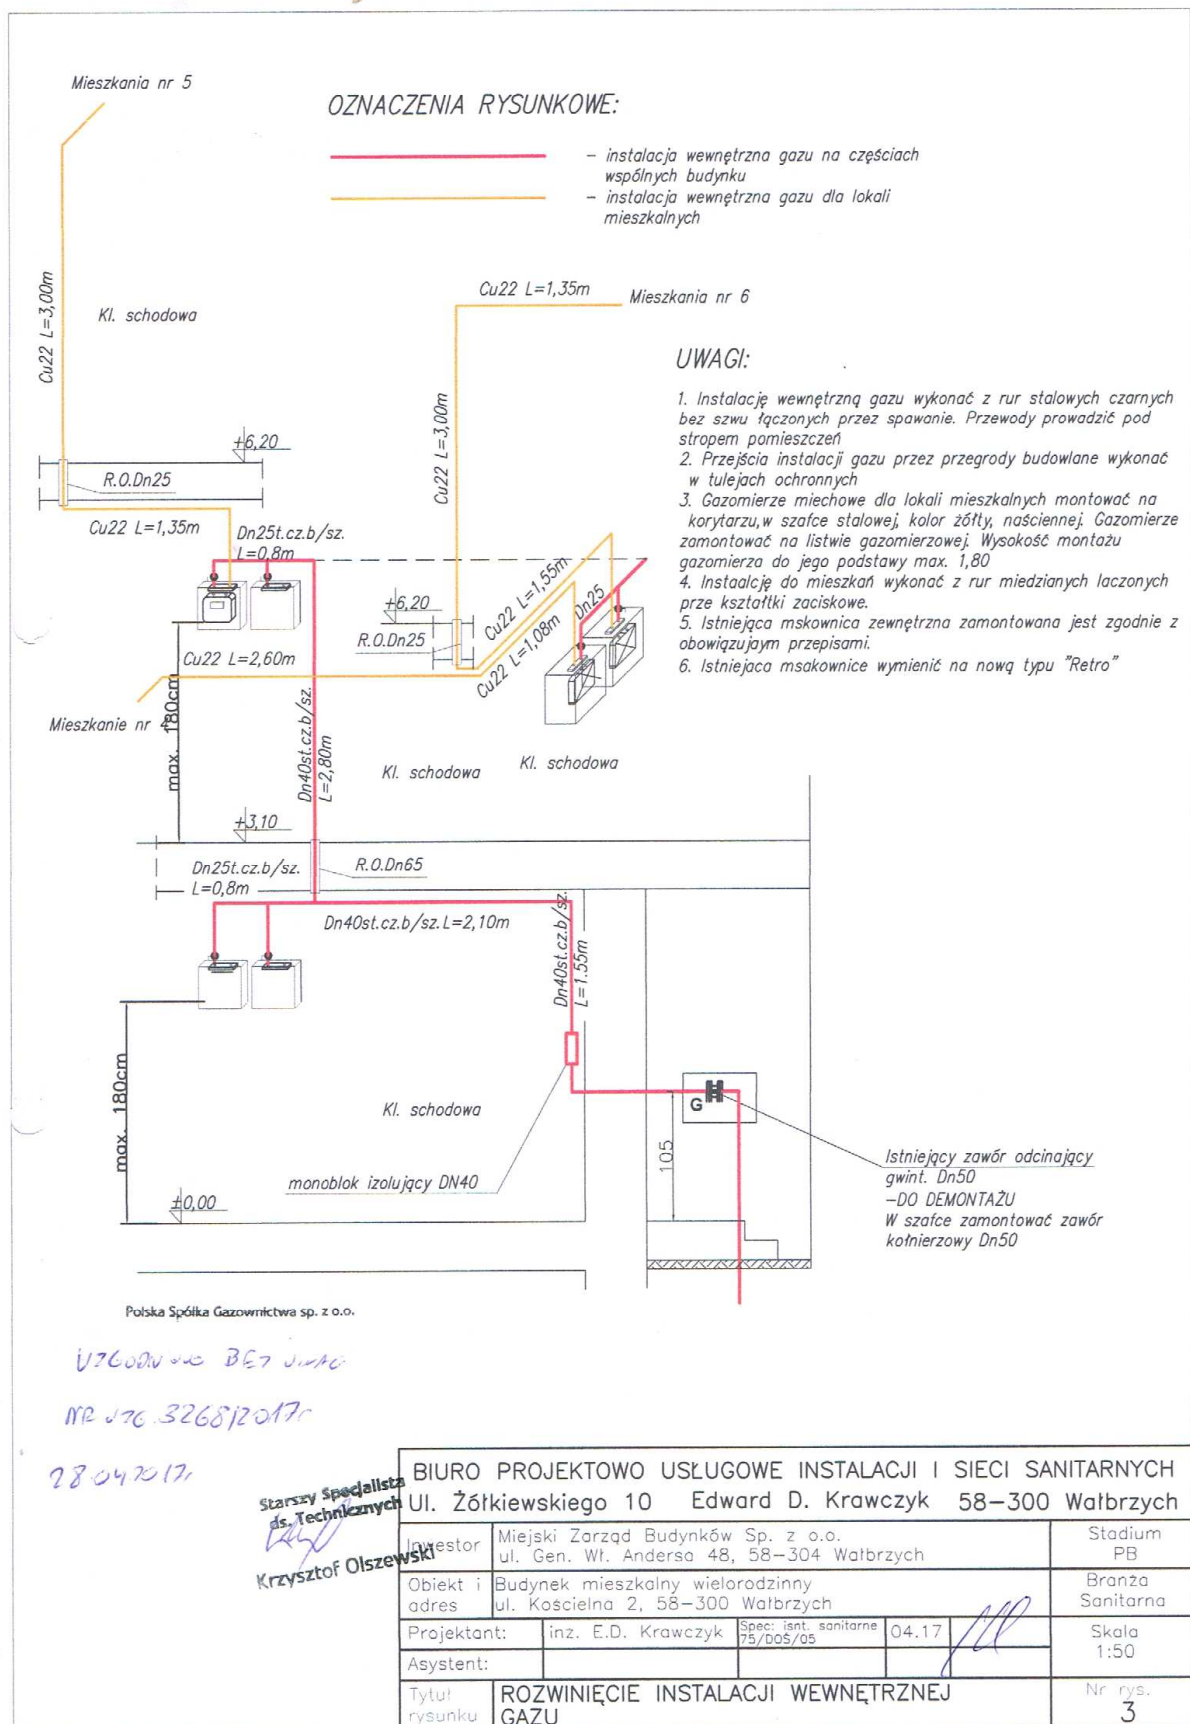 Mieszkania nr 5
OZNACZENIA RYSUNKOWE:
- instalacja wewnętrzna gazu na częściach
wspólnych budynku
- instalacja wewnętrzna gazu dla lokali
mieszkalnych
Cu22 L=3,00m
Kl. schodowa
Cu22 L=1,35m
Mieszkania nr 6
Cu22 L=3,00m
UWAGI:
1. Instalację wewnętrzną gazu wykonać z rur stalowych czarnych
bez szwu łączonych przez spawanie. Przewody prowadzić pod
stropem pomieszczeń
2. Przejścia instalacji gazu przez przegrody budowlane wykonać
w tulejach ochronnych
3. Gazomierze miechowe dla lokali mieszkalnych montować na
korytarzu,w szafce stalowej, kolor żółty, naściennej. Gazomierze
zamontować na listwie gazomierzowej. Wysokość montażu
gazomierza do jego podstawy max. 1,80
4. Instaalcję do mieszkań wykonać z rur miedzianych laczonych
prze kształtki zaciskowe.
5. Istniejąca mskownica zewnętrzna zamontowana jest zgodnie z
obowiązujaym przepisami.
6. Istniejaca msakownice wymienić na nową typu "Retro"
+6,20
R.O.Dn25
Cu22 L=1,35m
Dn25t.cz.b/sz.
L=0,8m
+6,20
R.O.Dn25
Cu22 L=1,55m
Cu22 L=1,08m
Dn25
Cu22 L=2,60m
Mieszkanie nr 4
max. 180cm
Dn40st.cz.b/sz.
L=2,80m
Kl. schodowa
Kl. schodowa
+3,10
Dn25t.cz.b/sz.
L=0,8m
R.O.Dn65
Dn40st.cz.b/sz.L=2,10m
Dn40st.cz.b/sz.
L=1.55m
max. 180cm
Kl. schodowa
G
105
monoblok izolujący DN40
±0,00
Istniejący zawór odcinający
gwint. Dn50
-DO DEMONTAŻU
W szafce zamontować zawór
kołnierzowy Dn50
Polska Spółka Gazownictwa sp. z o.o.
UZGODNIONO BEZ UWAG
NR UZG. 3268/2017r
28.04.2017r
Starszy Specjalista
ds. Technicznych
Krzysztof Olszewski
BIURO PROJEKTOWO USŁUGOWE INSTALACJI I SIECI SANITARNYCH
Ul. Żółkiewskiego 10 Edward D. Krawczyk 58-300 Wałbrzych
Inwestor
Miejski Zarząd Budynków Sp. z o.o.
ul. Gen. Wł. Andersa 48, 58-304 Wałbrzych
Stadium
PB
Obiekt i
adres
Budynek mieszkalny wielorodzinny
ul. Kościelna 2, 58-300 Wałbrzych
Branża
Sanitarna
Projektant:
inż. E.D. Krawczyk
Spec: isnt. sanitarne
75/DOŚ/05
04.17
Skala
1:50
Asystent:
Tytuł
rysunku
ROZWINIĘCIE INSTALACJI WEWNĘTRZNEJ
GAZU
Nr rys.
3